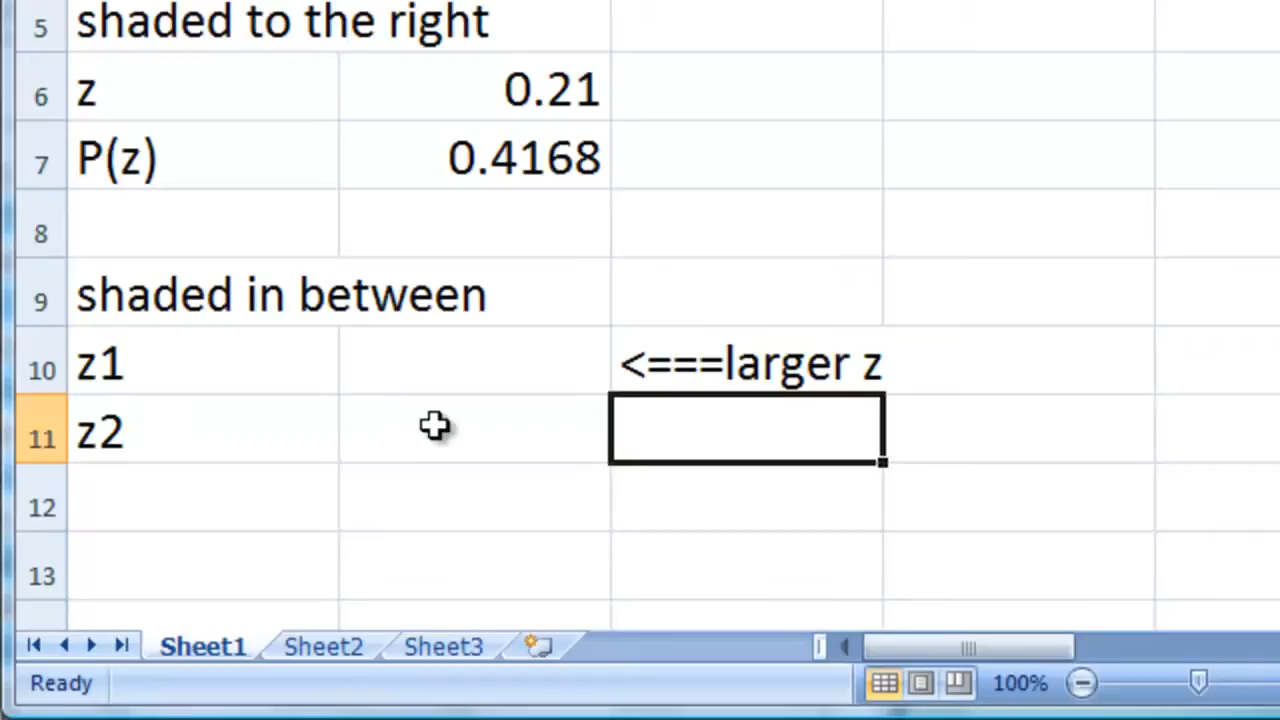 5 shaded to the right
6 z 0.21
7 P(z) 0.4168
8
9 shaded in between
10 z1 <===larger z
11 z2
12
13
Sheet1 Sheet2 Sheet3
Ready 100%